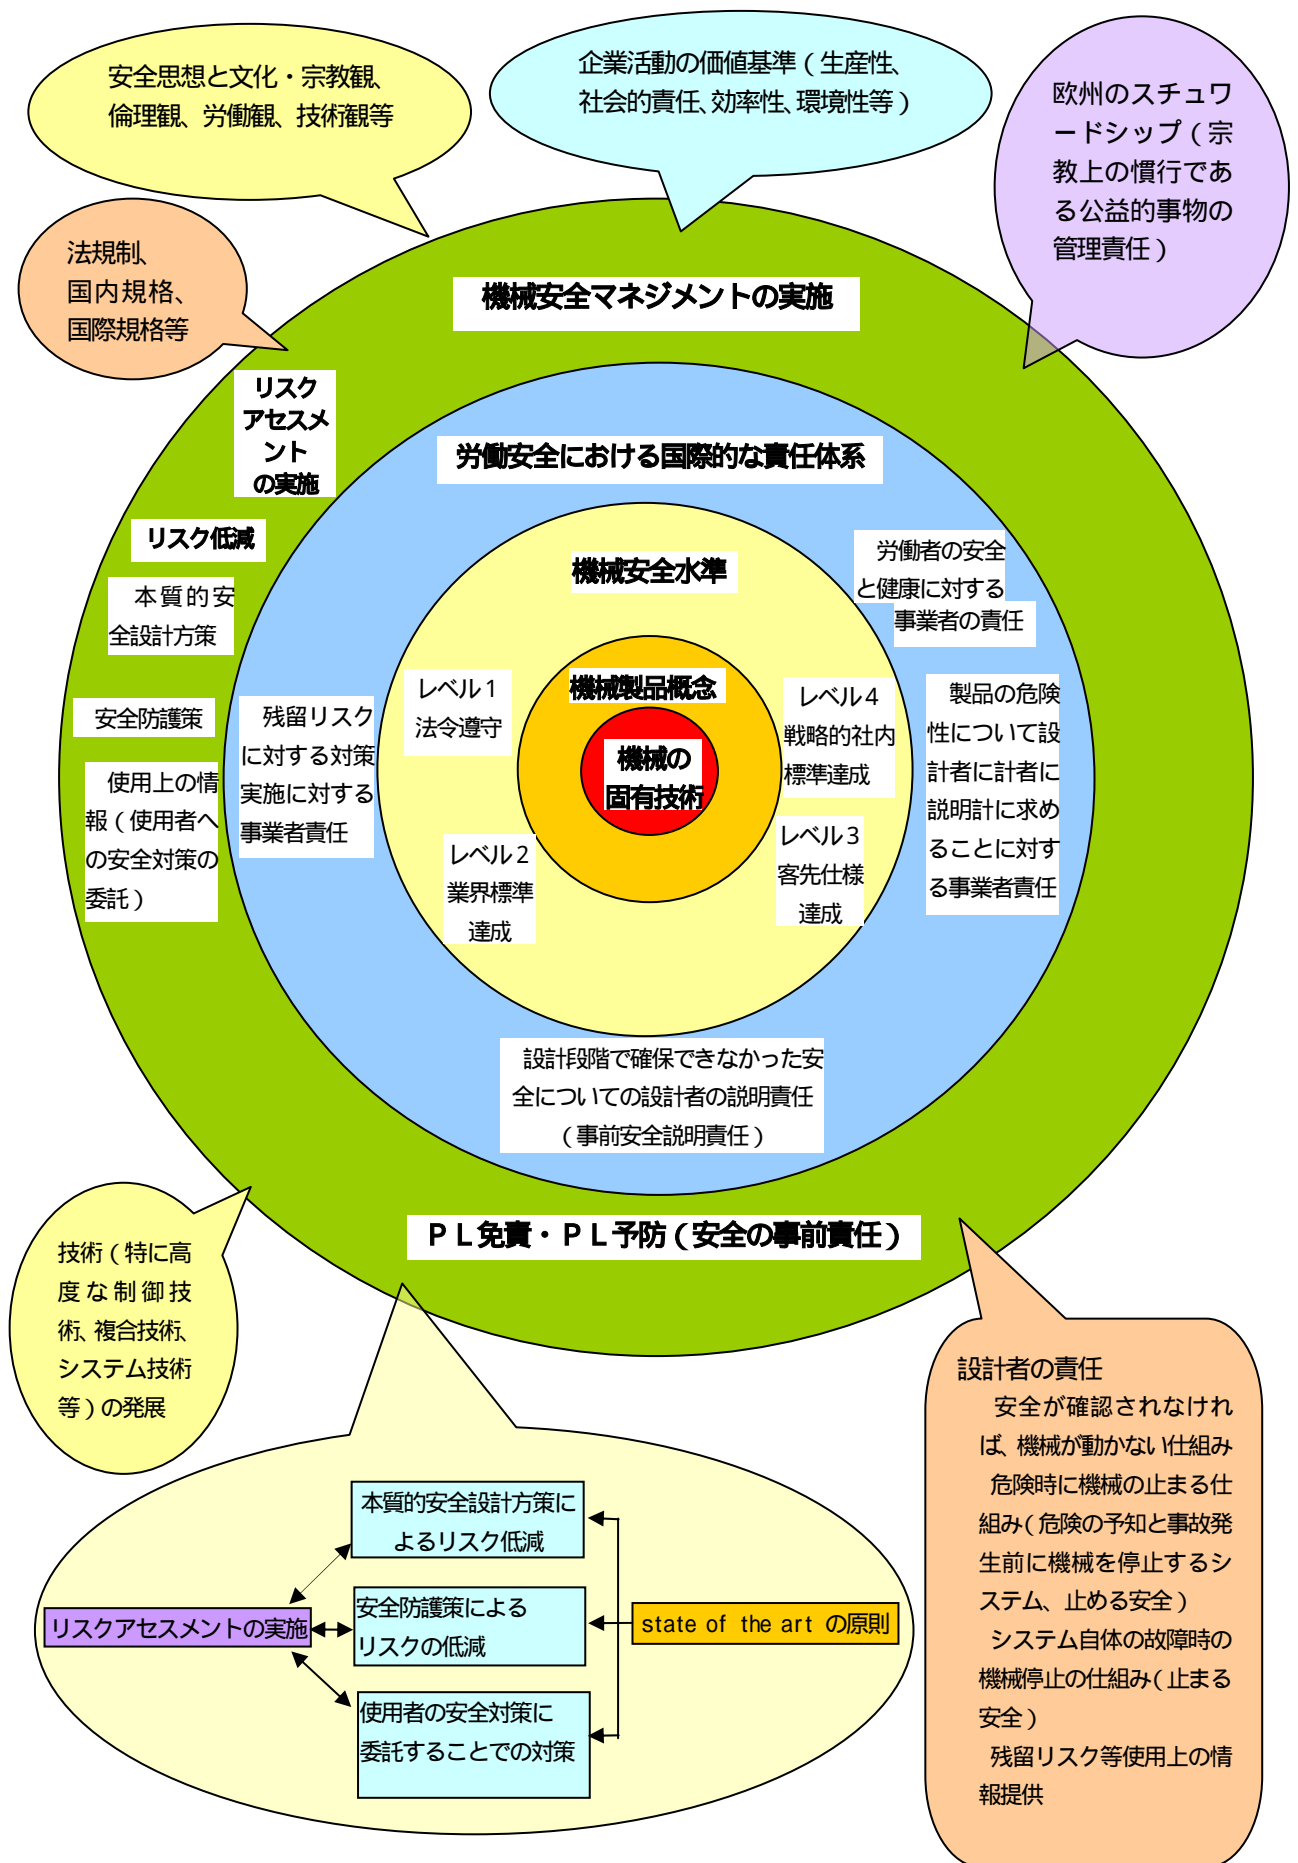 安全思想と文化・宗教観、
倫理観、労働観、技術観等
企業活動の価値基準（生産性、
社会的責任、効率性、環境性等）
欧州のスチュワ
ードシップ（宗
教上の慣行であ
る公益的事物の
管理責任）
法規制、
国内規格、
国際規格等
機械安全マネジメントの実施
リスク
アセスメ
ント
の実施
労働安全における国際的な責任体系
リスク低減
機械安全水準
労働者の安全
と健康に対する
事業者の責任
本質的安
全設計方策
安全防護策
使用上の情
報（使用者へ
の安全対策の
委託）
残留リスク
に対する対策
実施に対する
事業者責任
レベル１
法令遵守
機械製品概念
機械の
固有技術
レベル４
戦略的社内
標準達成
製品の危険
性について設
計者に計者に
説明計に求め
ることに対す
る事業者責任
レベル２
業界標準
達成
レベル３
客先仕様
達成
設計段階で確保できなかった安
全についての設計者の説明責任
（事前安全説明責任）
ＰＬ免責・ＰＬ予防（安全の事前責任）
技術（特に高
度な制御技
術、複合技術、
システム技術
等）の発展
設計者の責任
安全が確認されなけれ
ば、機械が動かない仕組み
危険時に機械の止まる仕
組み（危険の予知と事故発
生前に機械を停止するシ
ステム、止める安全）
システム自体の故障時の
機械停止の仕組み（止まる
安全）
残留リスク等使用上の情
報提供
本質的安全設計方策に
よるリスク低減
リスクアセスメントの実施
安全防護策による
リスクの低減
state of the art の原則
使用者の安全対策に
委託することでの対策